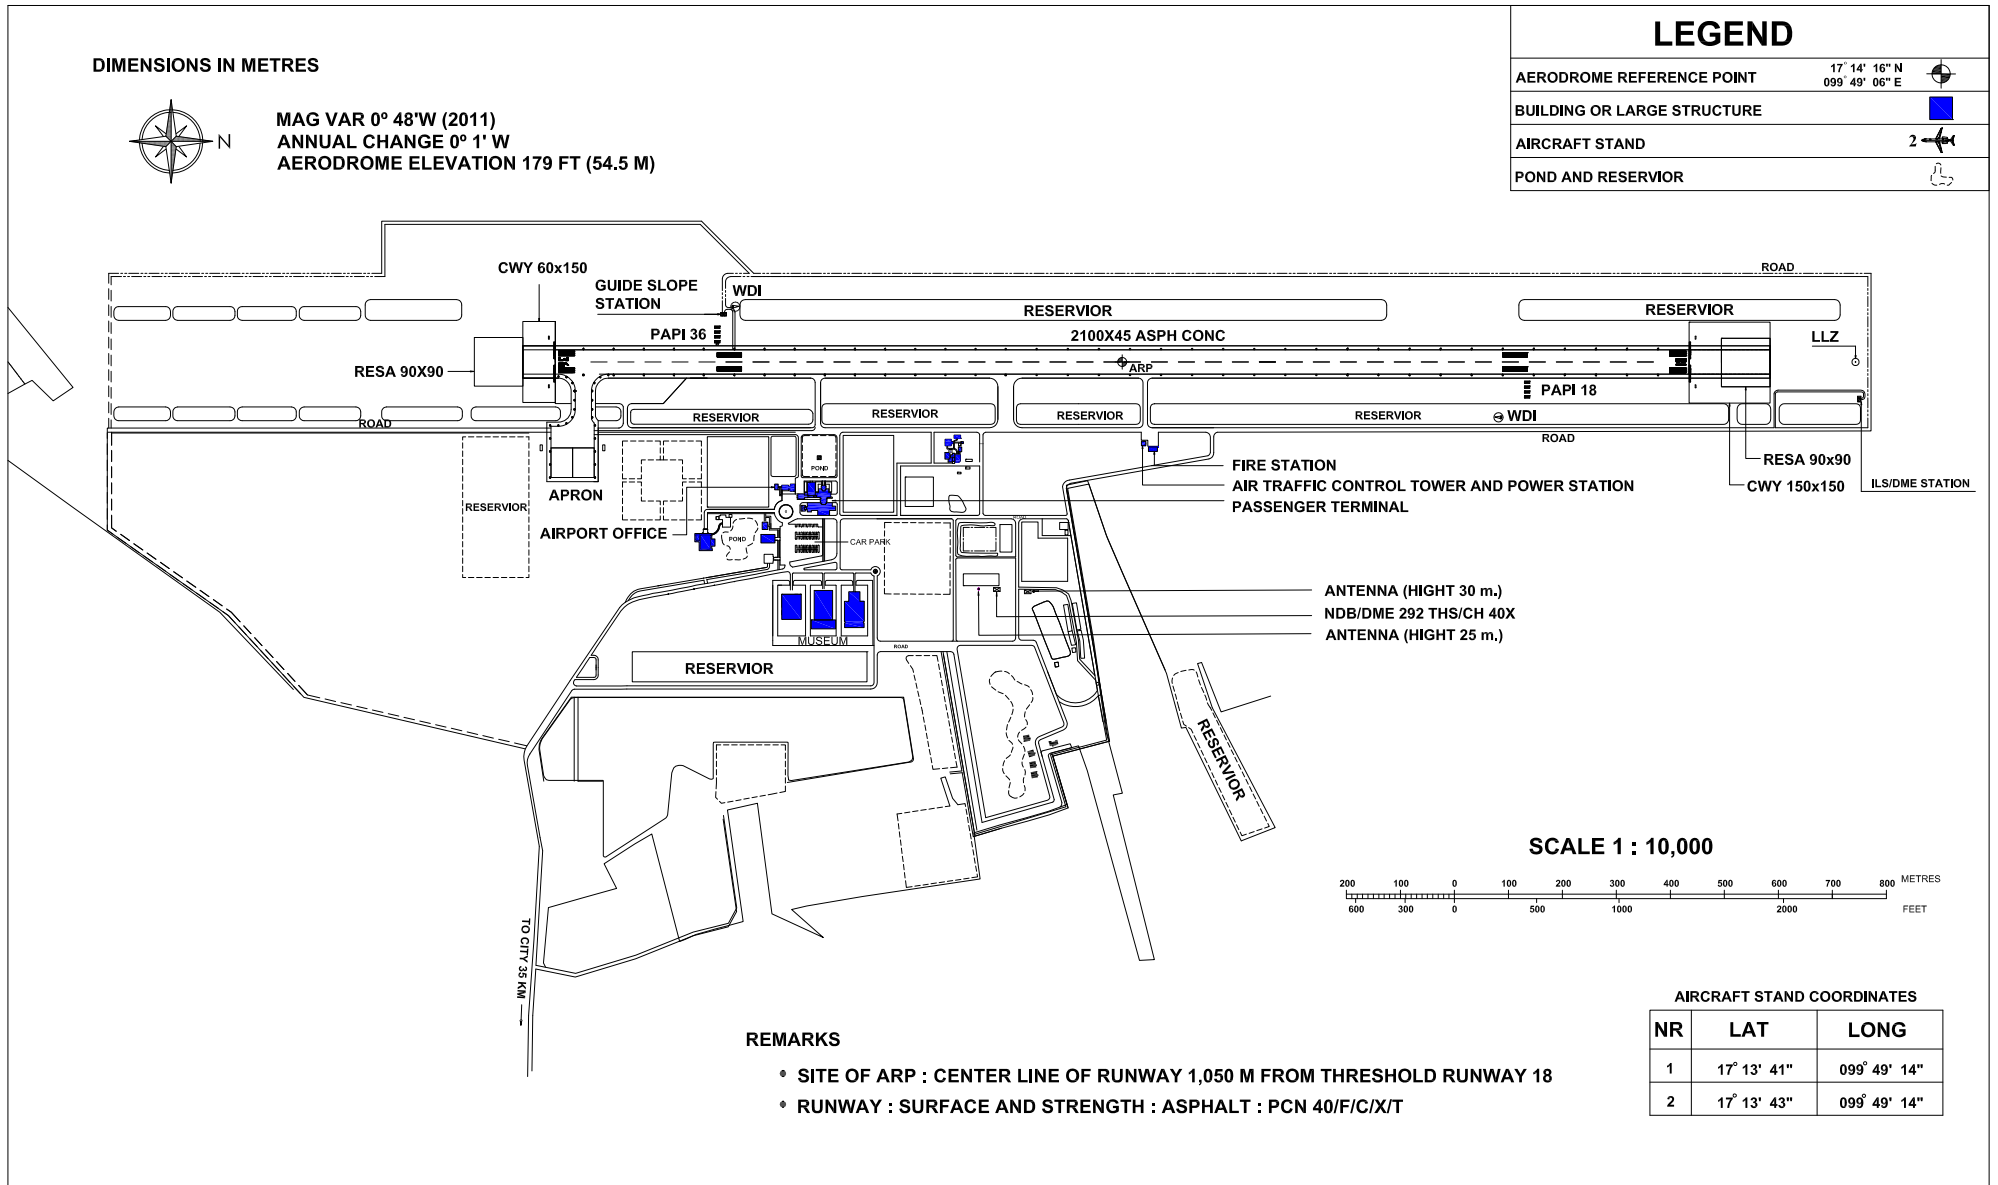 LEGEND
AERODROME REFERENCE POINT 17° 14' 16" N
099° 49' 06" E
BUILDING OR LARGE STRUCTURE
AIRCRAFT STAND 2
POND AND RESERVIOR
DIMENSIONS IN METRES
N
MAG VAR 0º 48'W (2011)
ANNUAL CHANGE 0º 1' W
AERODROME ELEVATION 179 FT (54.5 M)
CWY 60x150
GUIDE SLOPE
STATION
WDI
ROAD
RESERVIOR
RESERVIOR
PAPI 36
2100X45 ASPH CONC
LLZ
RESA 90X90
ARP
PAPI 18
ROAD
RESERVIOR
RESERVIOR
RESERVIOR
RESERVIOR
WDI
ROAD
RESA 90x90
CWY 150x150
ILS/DME STATION
FIRE STATION
AIR TRAFFIC CONTROL TOWER AND POWER STATION
PASSENGER TERMINAL
POND
APRON
RESERVIOR
AIRPORT OFFICE
POND
CAR PARK
ROAD
ANTENNA (HIGHT 30 m.)
NDB/DME 292 THS/CH 40X
ANTENNA (HIGHT 25 m.)
MUSEUM
ROAD
RESERVIOR
RESERVIOR
TO CITY 35 KM
SCALE 1 : 10,000
200 100 0 100 200 300 400 500 600 700 800 METRES
600 300 0 500 1000 2000 FEET
REMARKS
• SITE OF ARP : CENTER LINE OF RUNWAY 1,050 M FROM THRESHOLD RUNWAY 18
• RUNWAY : SURFACE AND STRENGTH : ASPHALT : PCN 40/F/C/X/T
AIRCRAFT STAND COORDINATES
NR LAT LONG
1 17° 13' 41" 099° 49' 14"
2 17° 13' 43" 099° 49' 14"